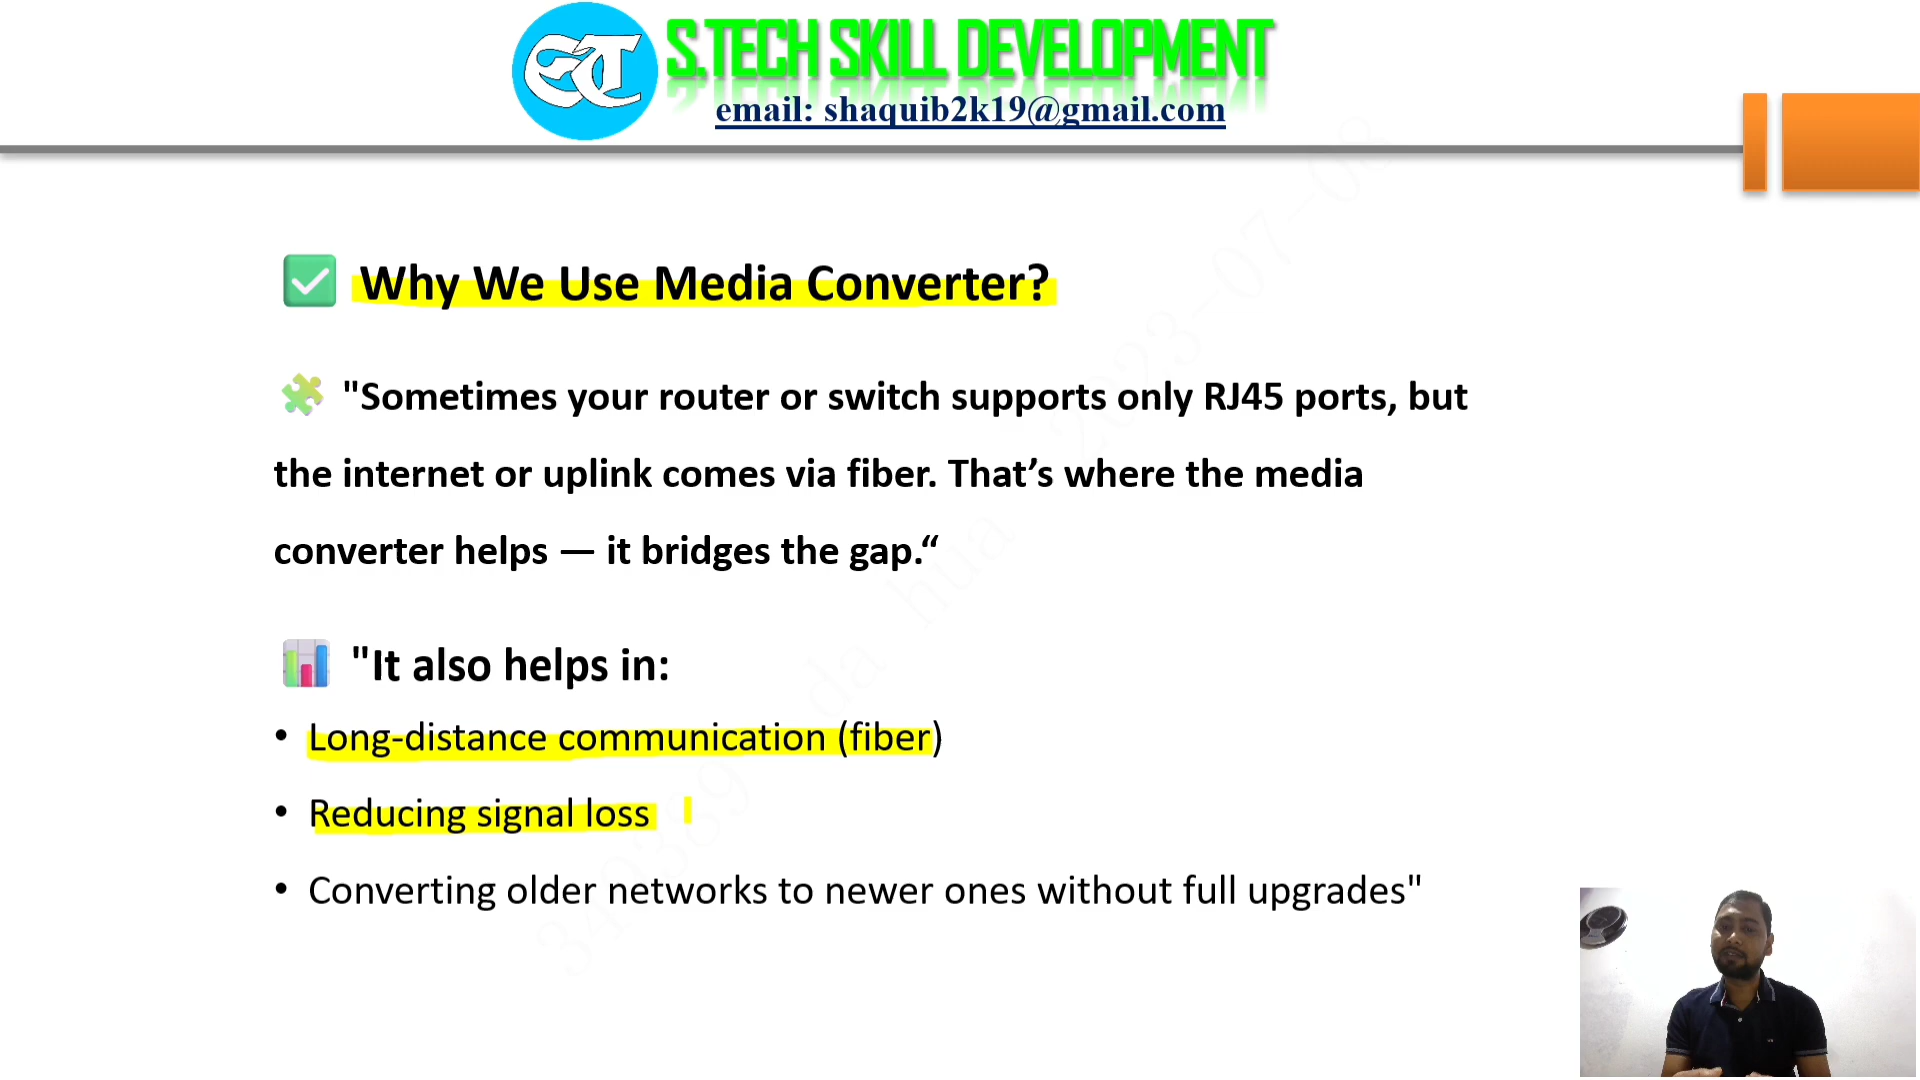 S.TECH SKILL DEVELOPMENT
email: shaquib2k19@gmail.com
Why We Use Media Converter?
"Sometimes your router or switch supports only RJ45 ports, but
the internet or uplink comes via fiber. That’s where the media
converter helps — it bridges the gap.“
"It also helps in:
• Long-distance communication (fiber)
• Reducing signal loss
• Converting older networks to newer ones without full upgrades"